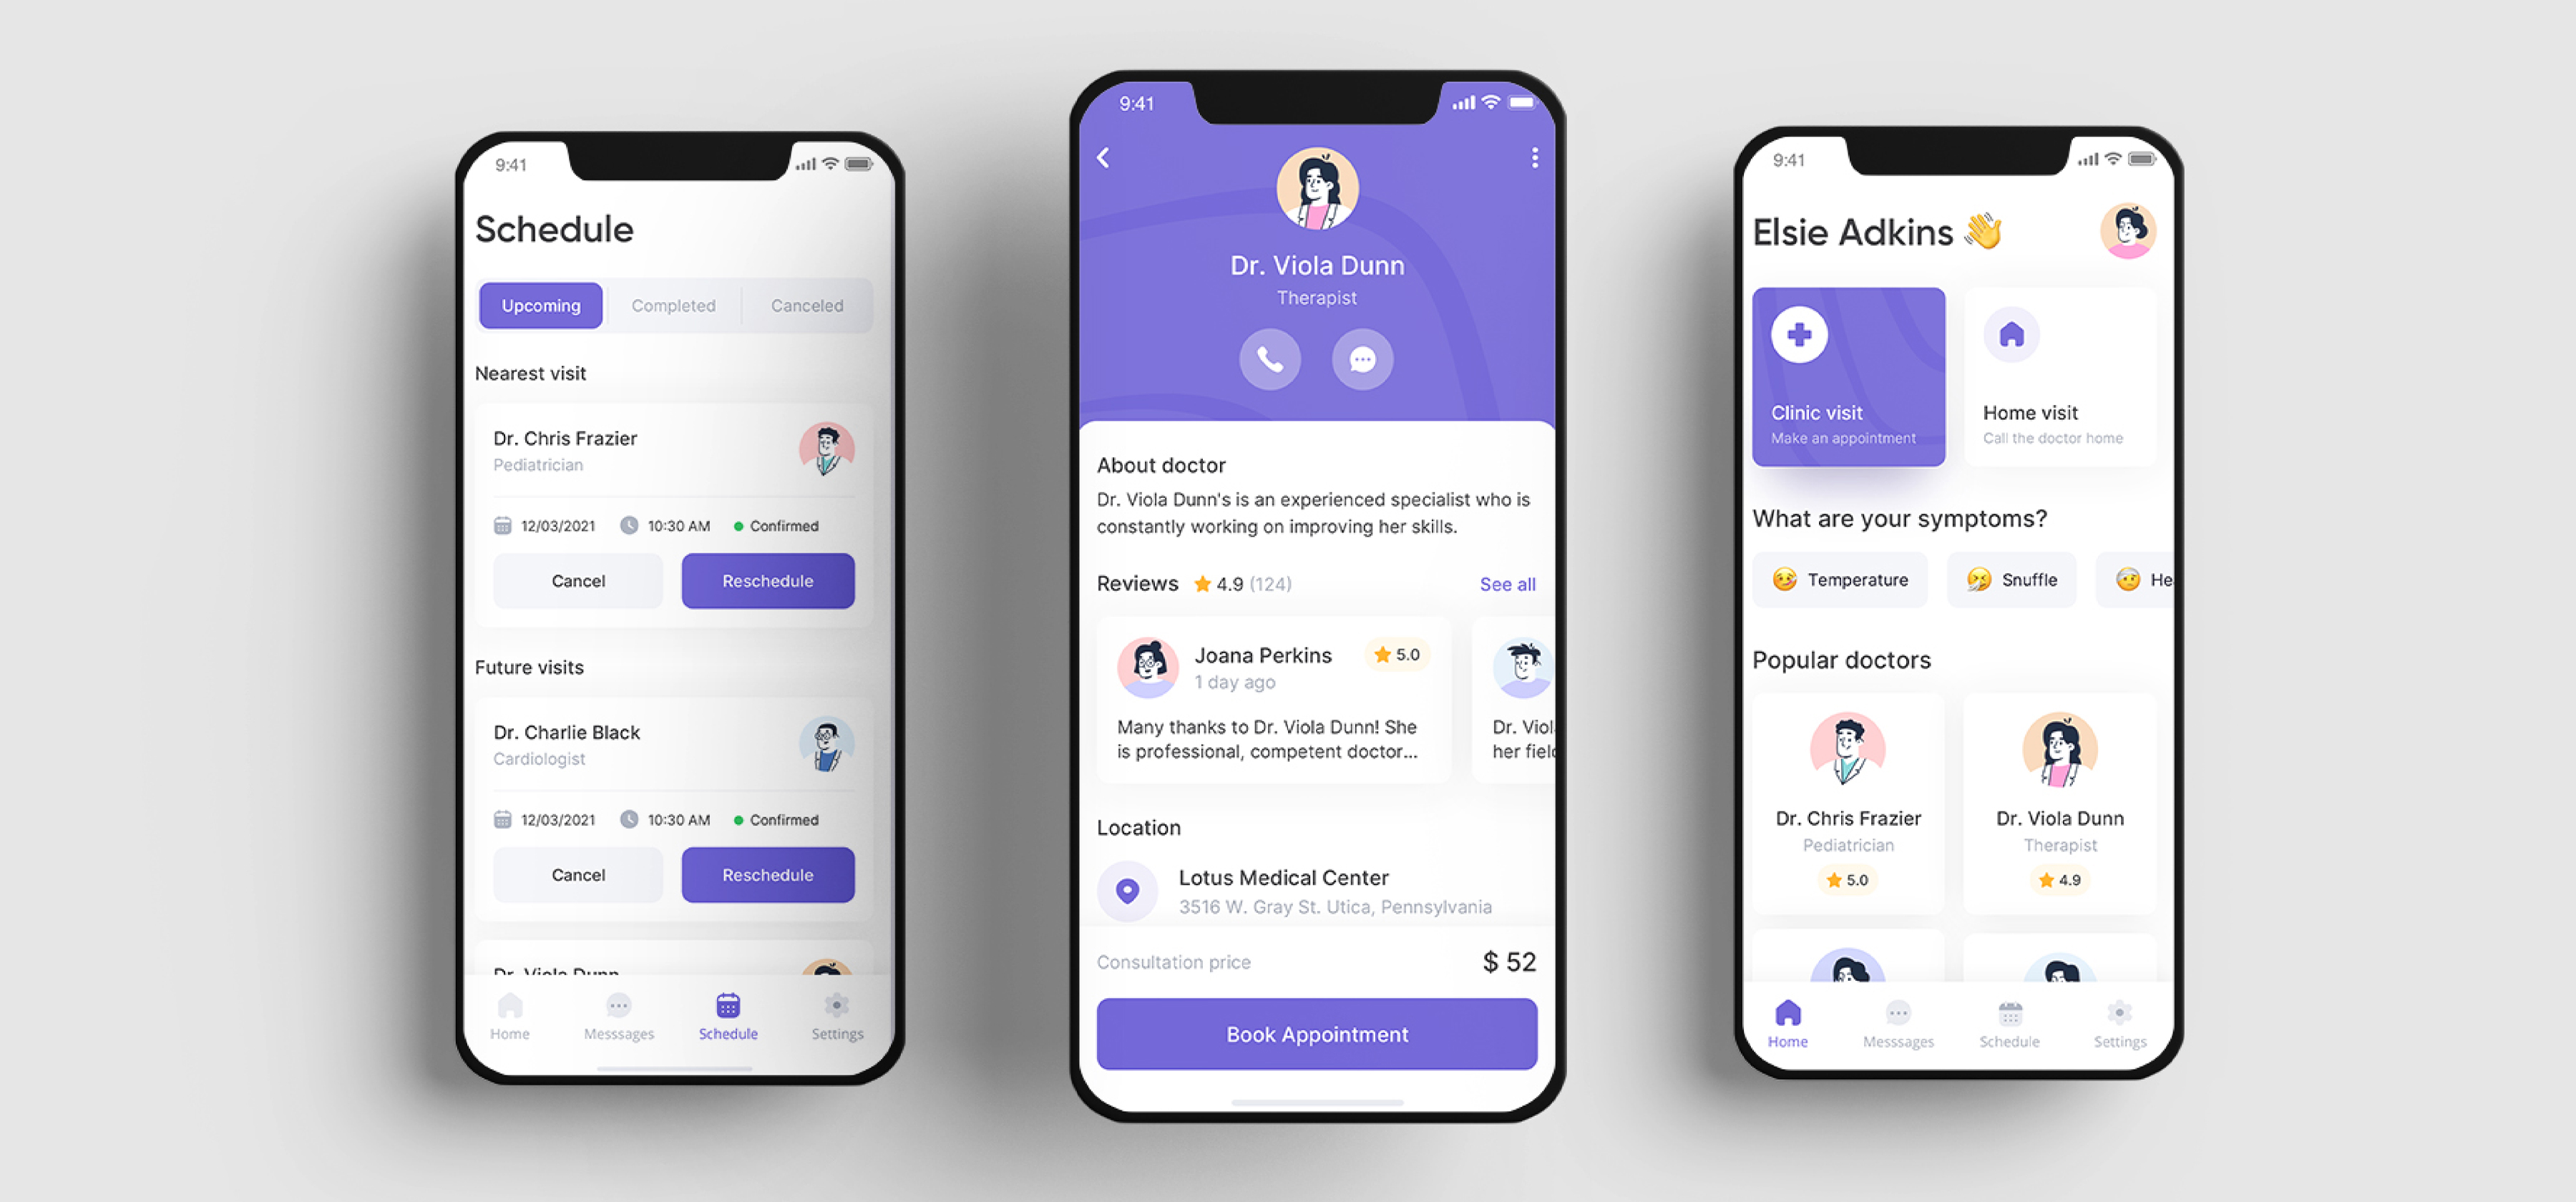 9:41
Schedule
Upcoming Completed Canceled
Nearest visit
Dr. Chris Frazier
Pediatrician
12/03/2021 10:30 AM Confirmed
Cancel Reschedule
Future visits
Dr. Charlie Black
Cardiologist
12/03/2021 10:30 AM Confirmed
Cancel Reschedule
Dr. Viola Dunn
Home Messsages Schedule Settings
9:41
Dr. Viola Dunn
Therapist
About doctor
Dr. Viola Dunn's is an experienced specialist who is
constantly working on improving her skills.
Reviews 4.9 (124) See all
Joana Perkins 5.0
1 day ago
Many thanks to Dr. Viola Dunn! She
is professional, competent doctor...
Dr. Viol
her field
Location
Lotus Medical Center
3516 W. Gray St. Utica, Pennsylvania
Consultation price $ 52
Book Appointment
9:41
Elsie Adkins 👋
Clinic visit
Make an appointment
Home visit
Call the doctor home
What are your symptoms?
🤒 Temperature 🤧 Snuffle 🤕 He
Popular doctors
Dr. Chris Frazier
Pediatrician
5.0
Dr. Viola Dunn
Therapist
4.9
Home Messsages Schedule Settings